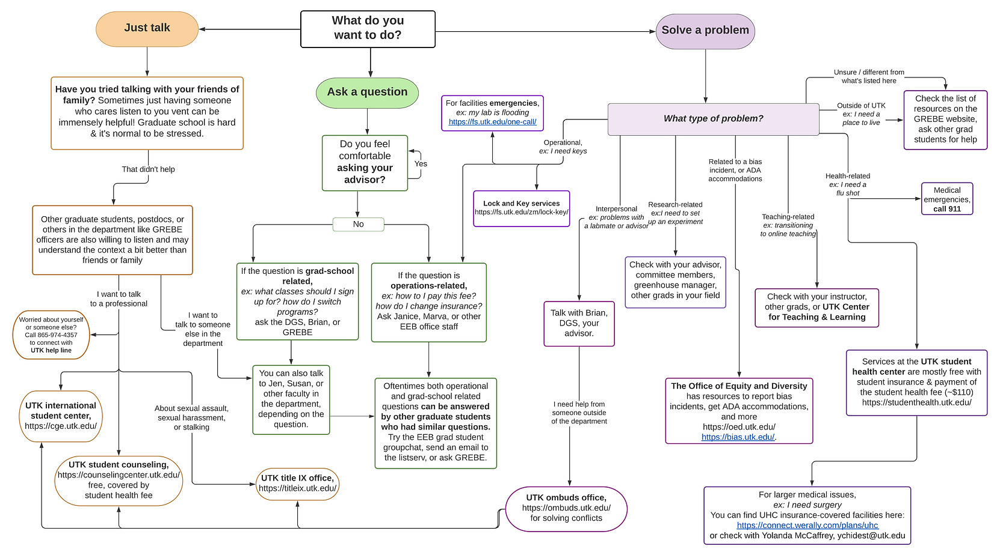 Just talk
What do you
want to do?
Solve a problem
Ask a question
Have you tried talking with your friends of
family? Sometimes just having someone
who cares listen to you vent can be
immensely helpful! Graduate school is hard
& it's normal to be stressed.
That didn't help
Other graduate students, postdocs, or
others in the department like GREBE
officers are also willing to listen and may
understand the context a bit better than
friends or family
I want to talk
to a professional
I want to
talk to someone
else in the
department
Worried about yourself
or someone else?
Call 865-974-4357
to connect with
UTK help line
UTK international
student center,
https://cge.utk.edu/
About sexual assault,
sexual harassment,
or stalking
UTK student counseling,
https://counselingcenter.utk.edu/
free, covered by
student health fee
UTK title IX office,
https://titleix.utk.edu/
Do you feel
comfortable
asking your
advisor?
Yes
No
If the question is grad-school
related,
ex: what classes should I sign
up for? how do I switch
programs?
ask the DGS, Brian, or
GREBE
If the question is
operations-related,
ex: how to I pay this fee?
how do I change insurance?
Ask Janice, Marva, or other
EEB office staff
You can also talk
to Jen, Susan, or
other faculty in
the department,
depending on the
question.
Oftentimes both operational
and grad-school related
questions can be answered
by other graduate students
who had similar questions.
Try the EEB grad student
groupchat, send an email to
the listserv, or ask GREBE.
What type of problem?
For facilities emergencies,
ex: my lab is flooding
https://fs.utk.edu/one-call/
Operational,
ex: I need keys
Lock and Key services
https://fs.utk.edu/zm/lock-key/
Interpersonal
ex: problems with
a labmate or advisor
Talk with Brian,
DGS, your
advisor.
I need help from
someone outside
of the department
UTK ombuds office,
https://ombuds.utk.edu/
for solving conflicts
Research-related
ex:I need to set
up an experiment
Check with your advisor,
committee members,
greenhouse manager,
other grads in your field
Related to a bias
incident, or ADA
accommodations
The Office of Equity and Diversity
has resources to report bias
incidents, get ADA accommodations,
and more
https://oed.utk.edu/
https://bias.utk.edu/.
Teaching-related
ex: transitioning
to online teaching
Check with your instructor,
other grads, or UTK Center
for Teaching & Learning
Health-related
ex: I need a
flu shot
Medical
emergencies,
call 911
Services at the UTK student
health center are mostly free with
student insurance & payment of
the student health fee (~$110)
https://studenthealth.utk.edu/
For larger medical issues,
ex: I need surgery
You can find UHC insurance-covered facilities here:
https://connect.werally.com/plans/uhc
or check with Yolanda McCaffrey, ychidest@utk.edu
Unsure / different from
what's listed here
Outside of UTK
ex: I need a
place to live
Check the list of
resources on the
GREBE website,
ask other grad
students for help